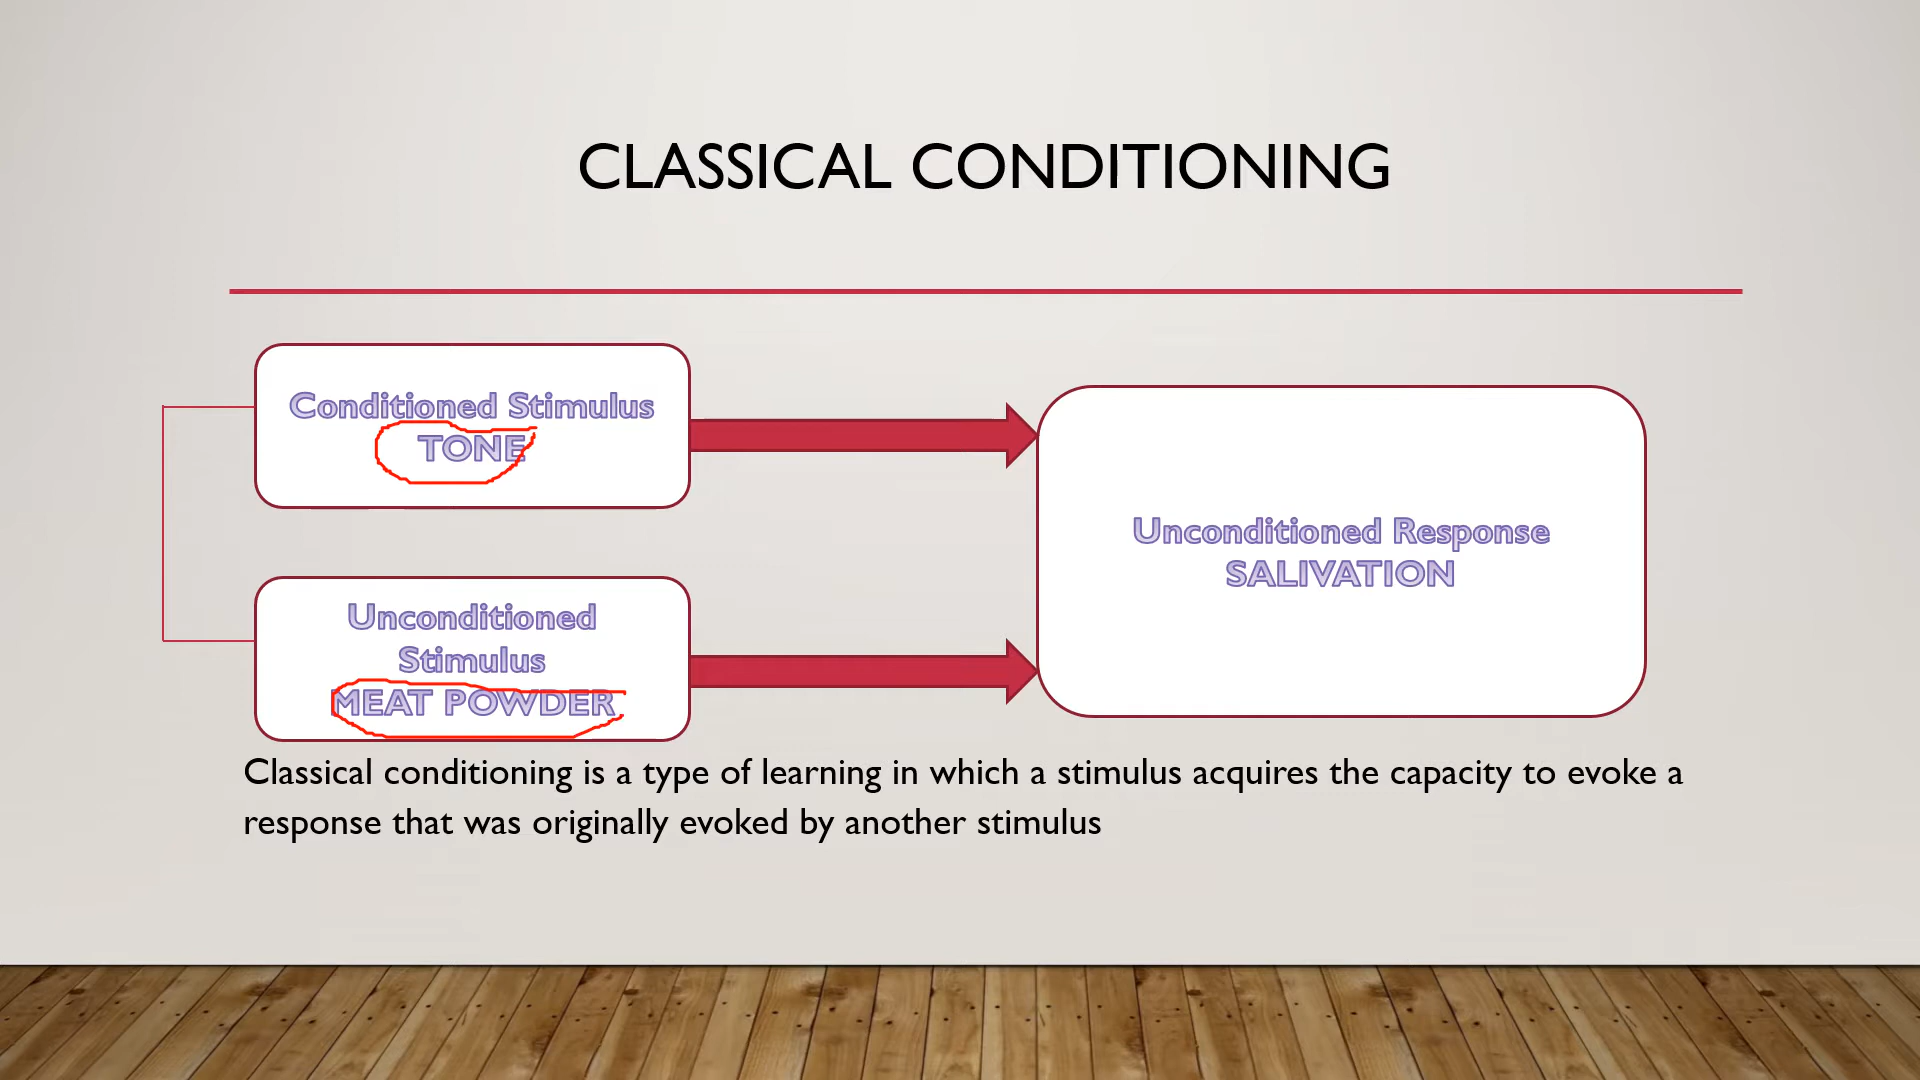 CLASSICAL CONDITIONING
Conditioned Stimulus
TONE
Unconditioned
Stimulus
MEAT POWDER
Unconditioned Response
SALIVATION
Classical conditioning is a type of learning in which a stimulus acquires the capacity to evoke a
response that was originally evoked by another stimulus